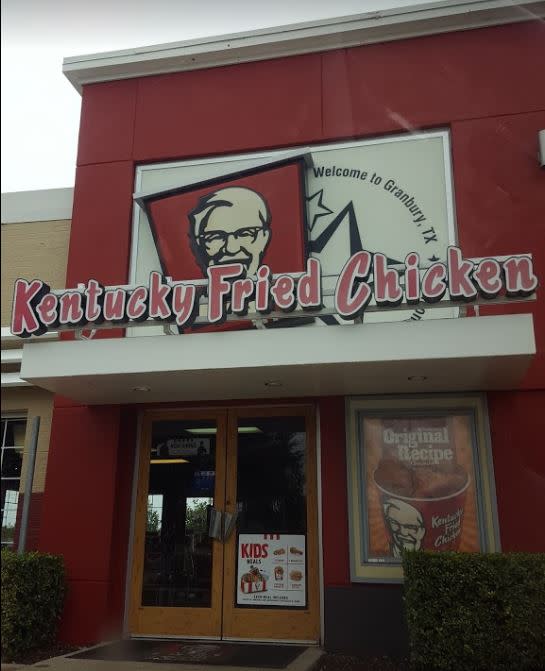 Welcome to Granbury, TX
Kentucky Fried Chicken
Original
Recipe
Kentucky
Fried
Chicken
KIDS
MEALS